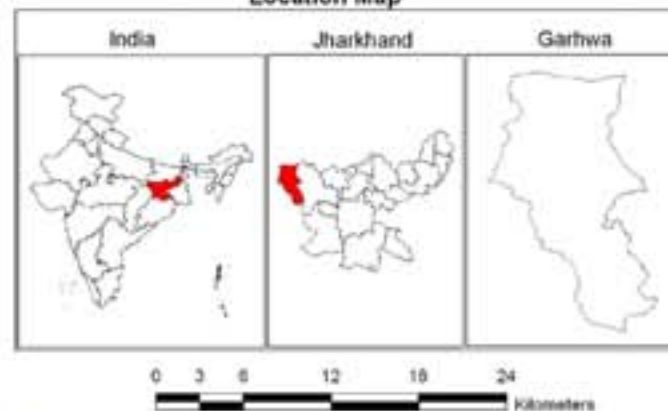 Location Map
India
Jharkhand
Garhwa
0 3 6 12 18 24
Kilometers